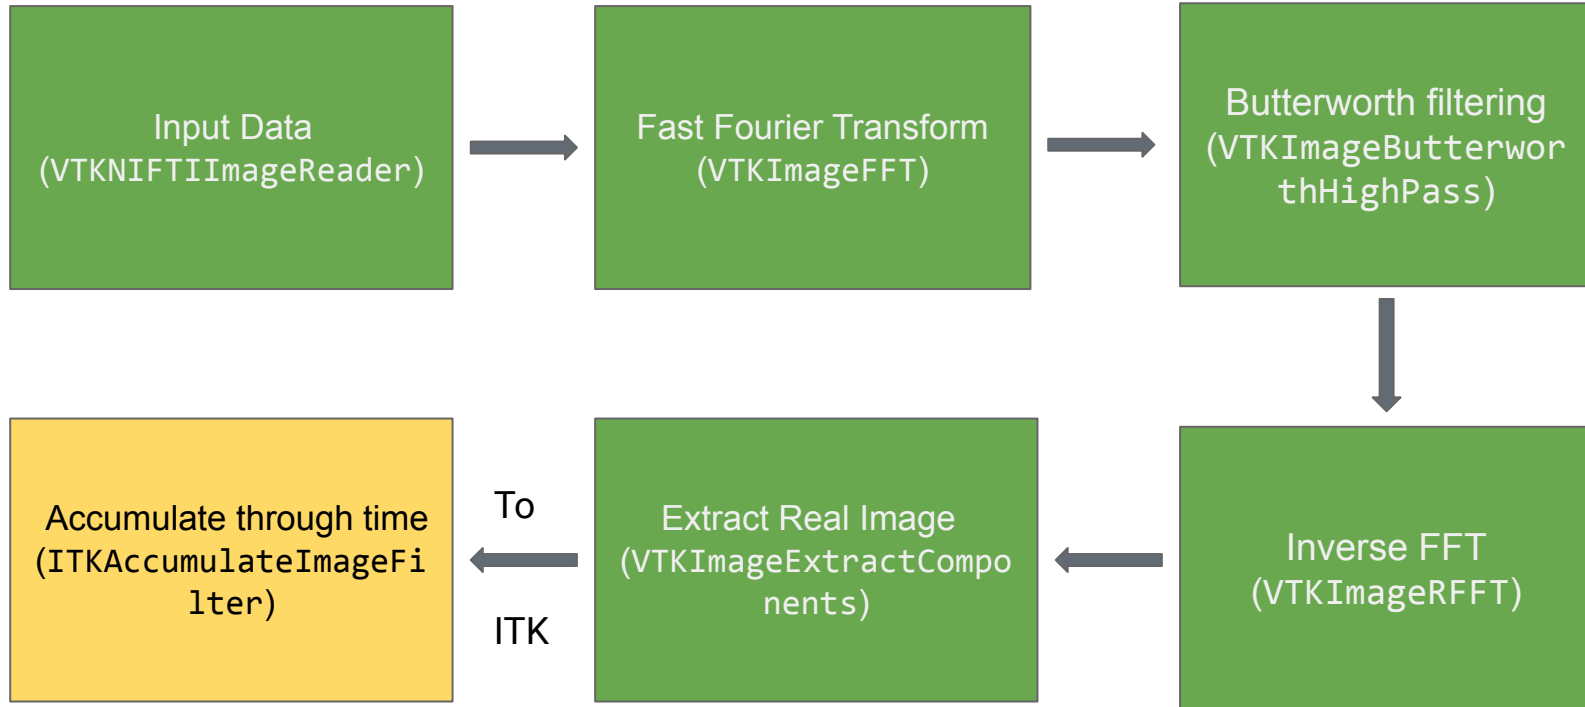 Input Data
(VTKNIFTIImageReader)
Fast Fourier Transform
(VTKImageFFT)
Butterworth filtering
(VTKImageButterwor
thHighPass)
Inverse FFT
(VTKImageRFFT)
Extract Real Image
(VTKImageExtractCompo
nents)
To
ITK
Accumulate through time
(ITKAccumulateImageFi
lter)